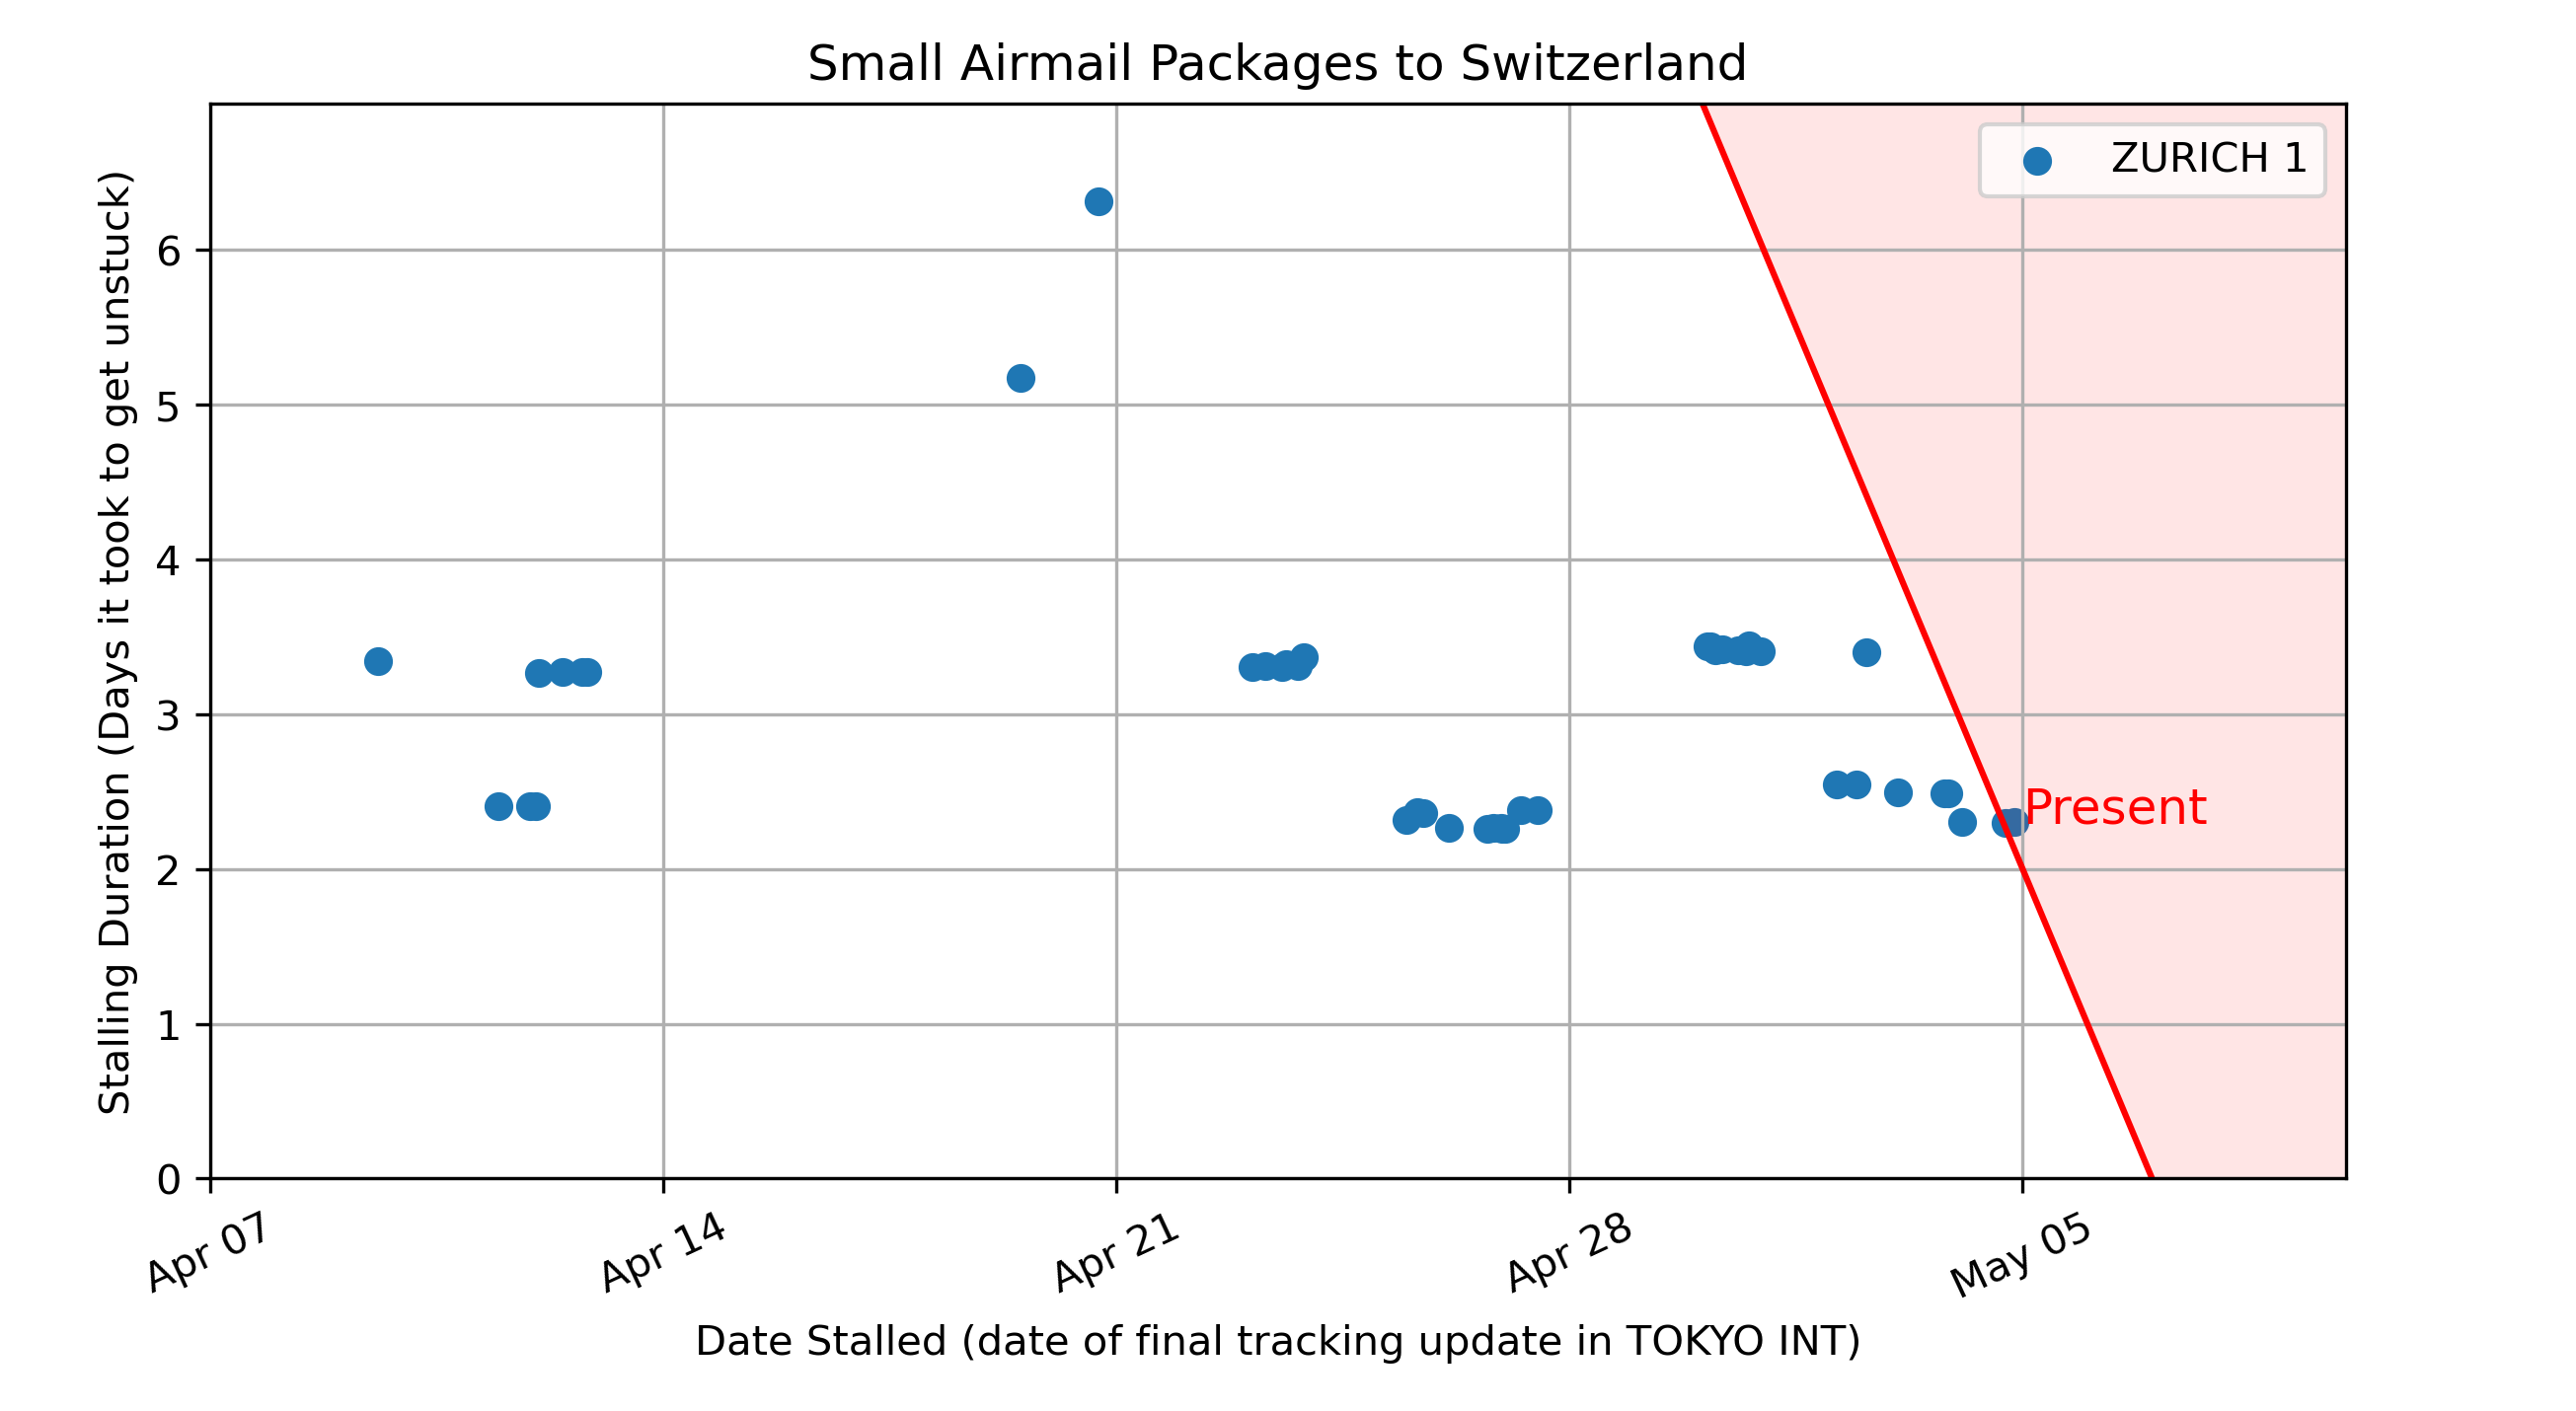 Small Airmail Packages to Switzerland
ZURICH 1
Stalling Duration (Days it took to get unstuck)
6
5
4
3
2
1
0
Present
Apr 07
Apr 14
Apr 21
Apr 28
May 05
Date Stalled (date of final tracking update in TOKYO INT)